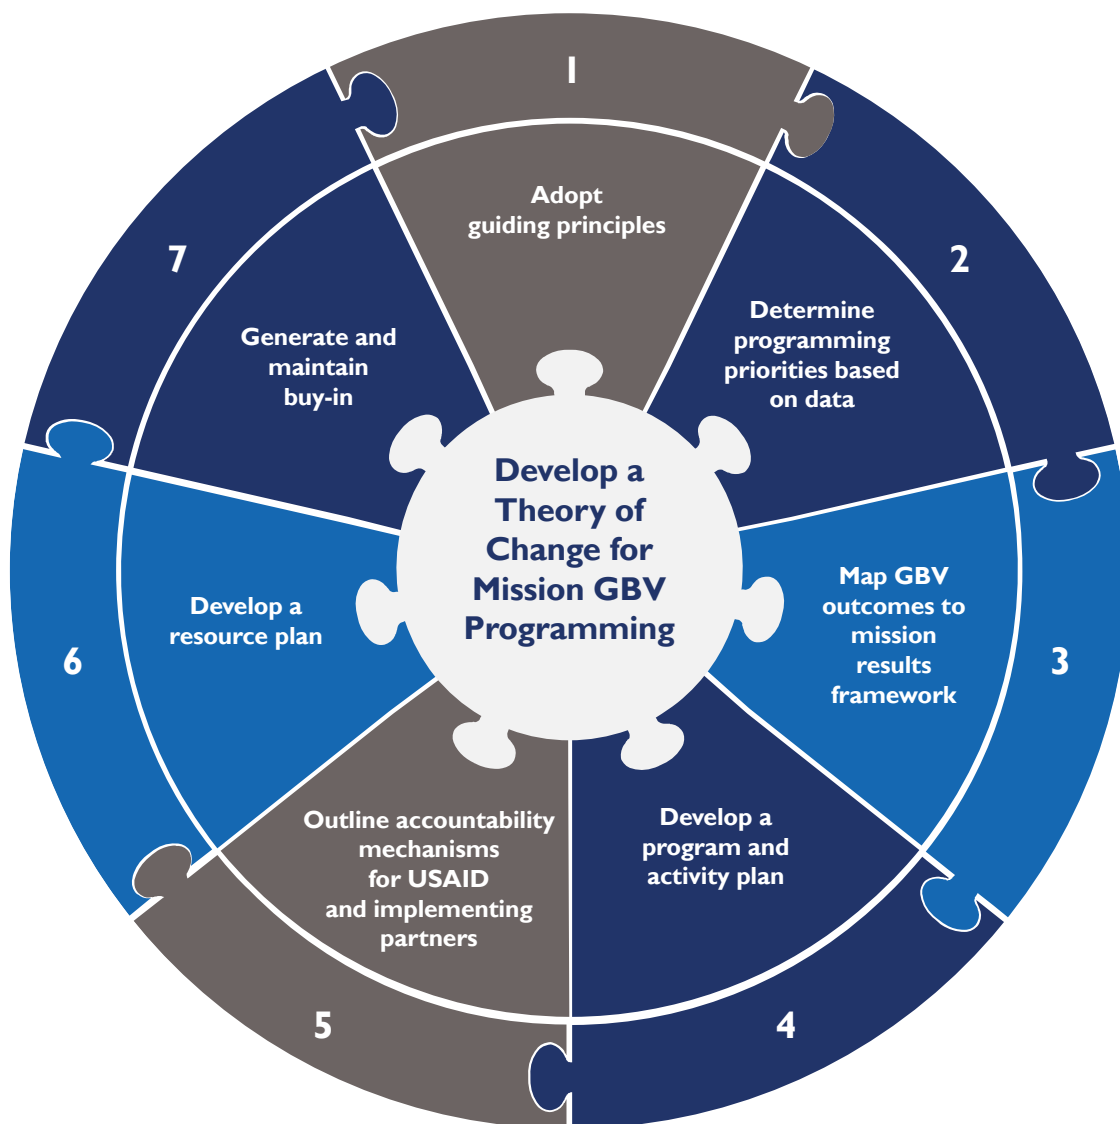 1
Adopt
guiding principles
2
Determine
programming
priorities based
on data
3
Map GBV
outcomes to
mission
results
framework
4
Develop a
program and
activity plan
5
Outline accountability
mechanisms
for USAID
and implementing
partners
6
Develop a
resource plan
7
Generate and
maintain
buy-in
Develop a
Theory of
Change for
Mission GBV
Programming